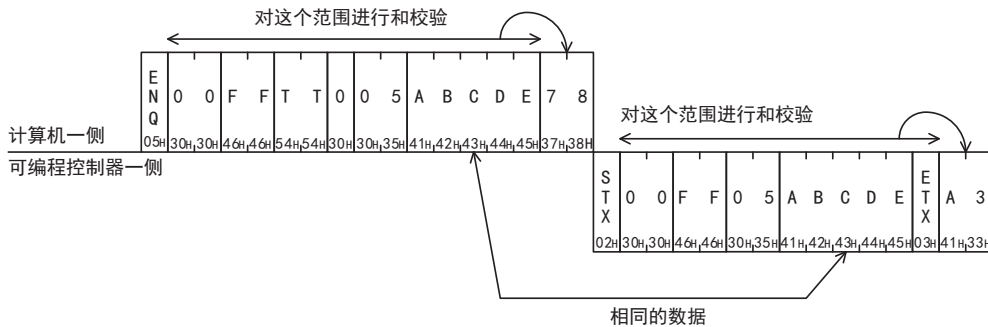 对这个范围进行和校验
ENQ 0 0 F F T T 0 0 5 A B C D E 7 8
05H 30H 30H 46H 46H 54H 54H 30H 30H 35H 41H 42H 43H 44H 45H 37H 38H
计算机一侧
可编程控制器一侧
对这个范围进行和校验
STX 0 0 F F 0 5 A B C D E ETX A 3
02H 30H 30H 46H 46H 30H 35H 41H 42H 43H 44H 45H 03H 41H 33H
相同的数据